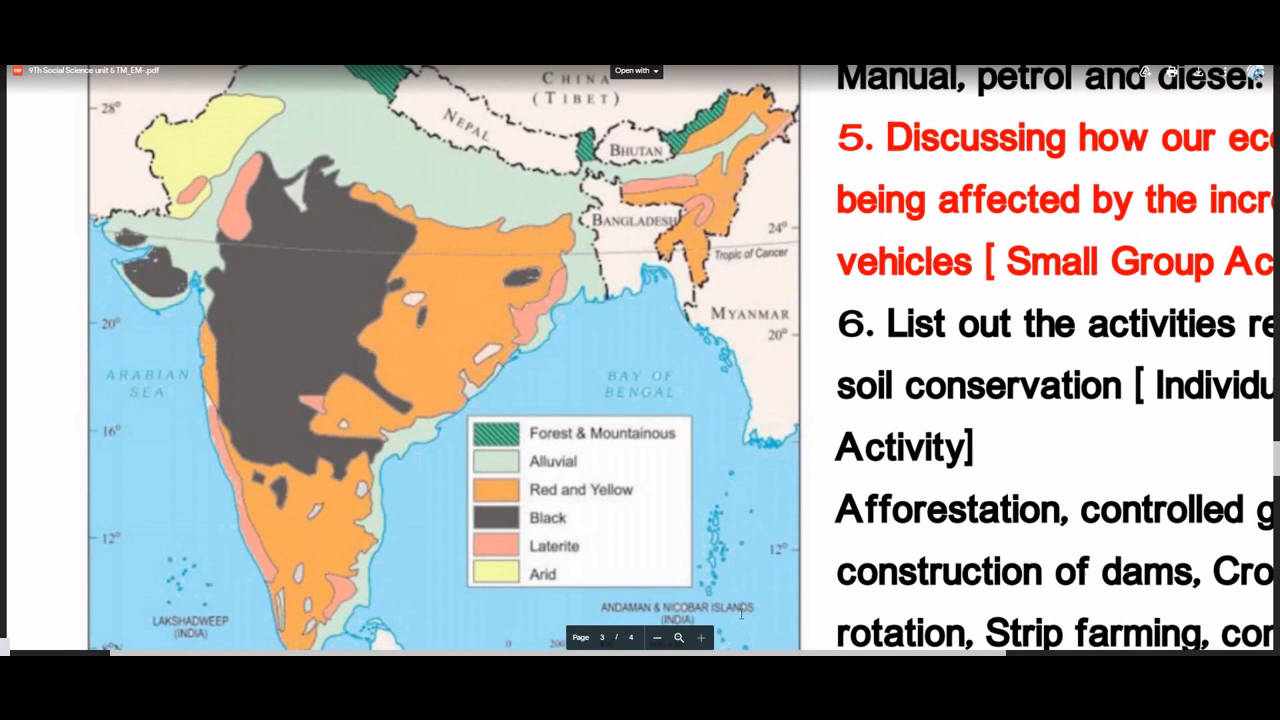 9Th Social Science unit 6 TM_EM-.pdf
Open with
CHINA
(TIBET)
28°
NEPAL
BHUTAN
BANGLADESH
24°
Tropic of Cancer
MYANMAR
20°
20°
ARABIAN
SEA
BAY OF
BENGAL
16°
Forest & Mountainous
Alluvial
Red and Yellow
Black
Laterite
Arid
12°
12°
LAKSHADWEEP
(INDIA)
ANDAMAN & NICOBAR ISLANDS
(INDIA)
0
Page 3 / 4
Manual, petrol and diesel.
5. Discussing how our ec
being affected by the incr
vehicles [ Small Group Ac
6. List out the activities re
soil conservation [ Individu
Activity]
Afforestation, controlled g
construction of dams, Cro
rotation, Strip farming, con